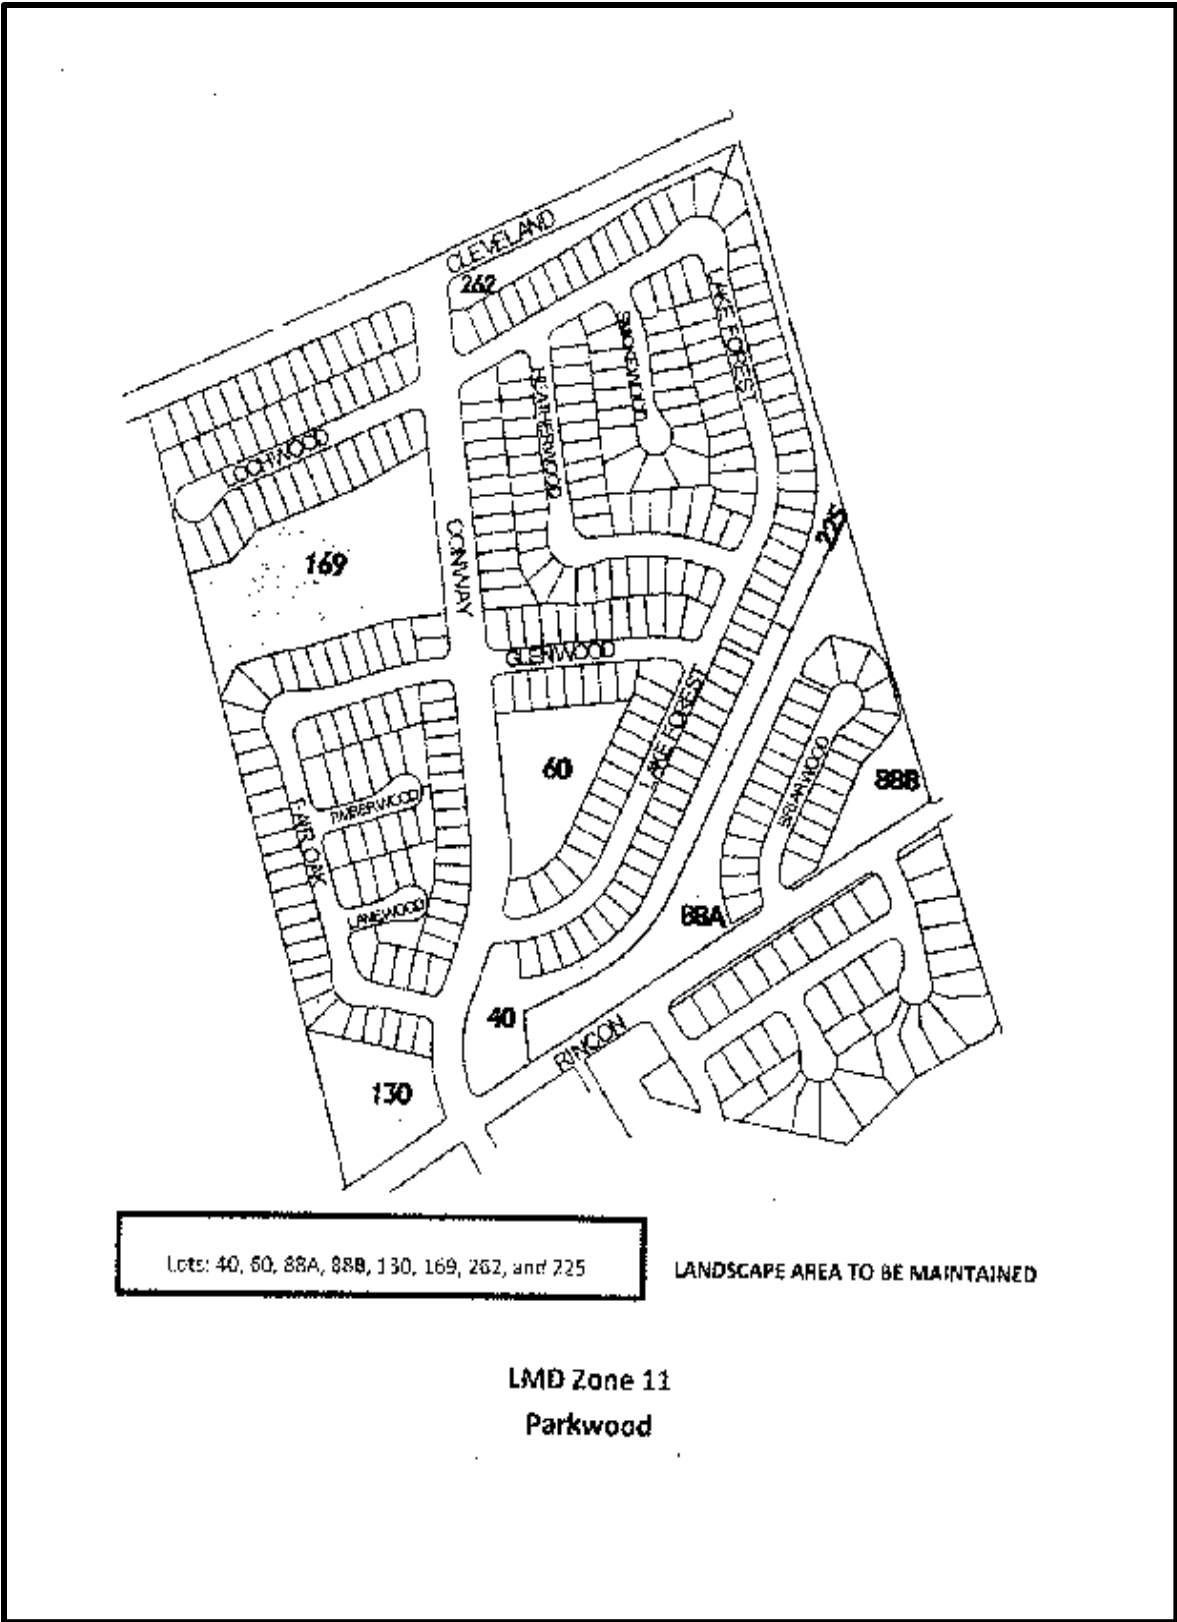 CLEVELAND
262
LAKE FOREST
SMOKEWOOD
HEATHERWOOD
LOCHWOOD
225
CONWAY
169
GLENWOOD
LAKE FOREST
60
BRIARWOOD
88B
TIMBERWOOD
FAIR OAK
LANEWOOD
88A
40
RINCON
130
Lots: 40, 60, 88A, 88B, 130, 169, 262, and 225
LANDSCAPE AREA TO BE MAINTAINED
LMD Zone 11
Parkwood